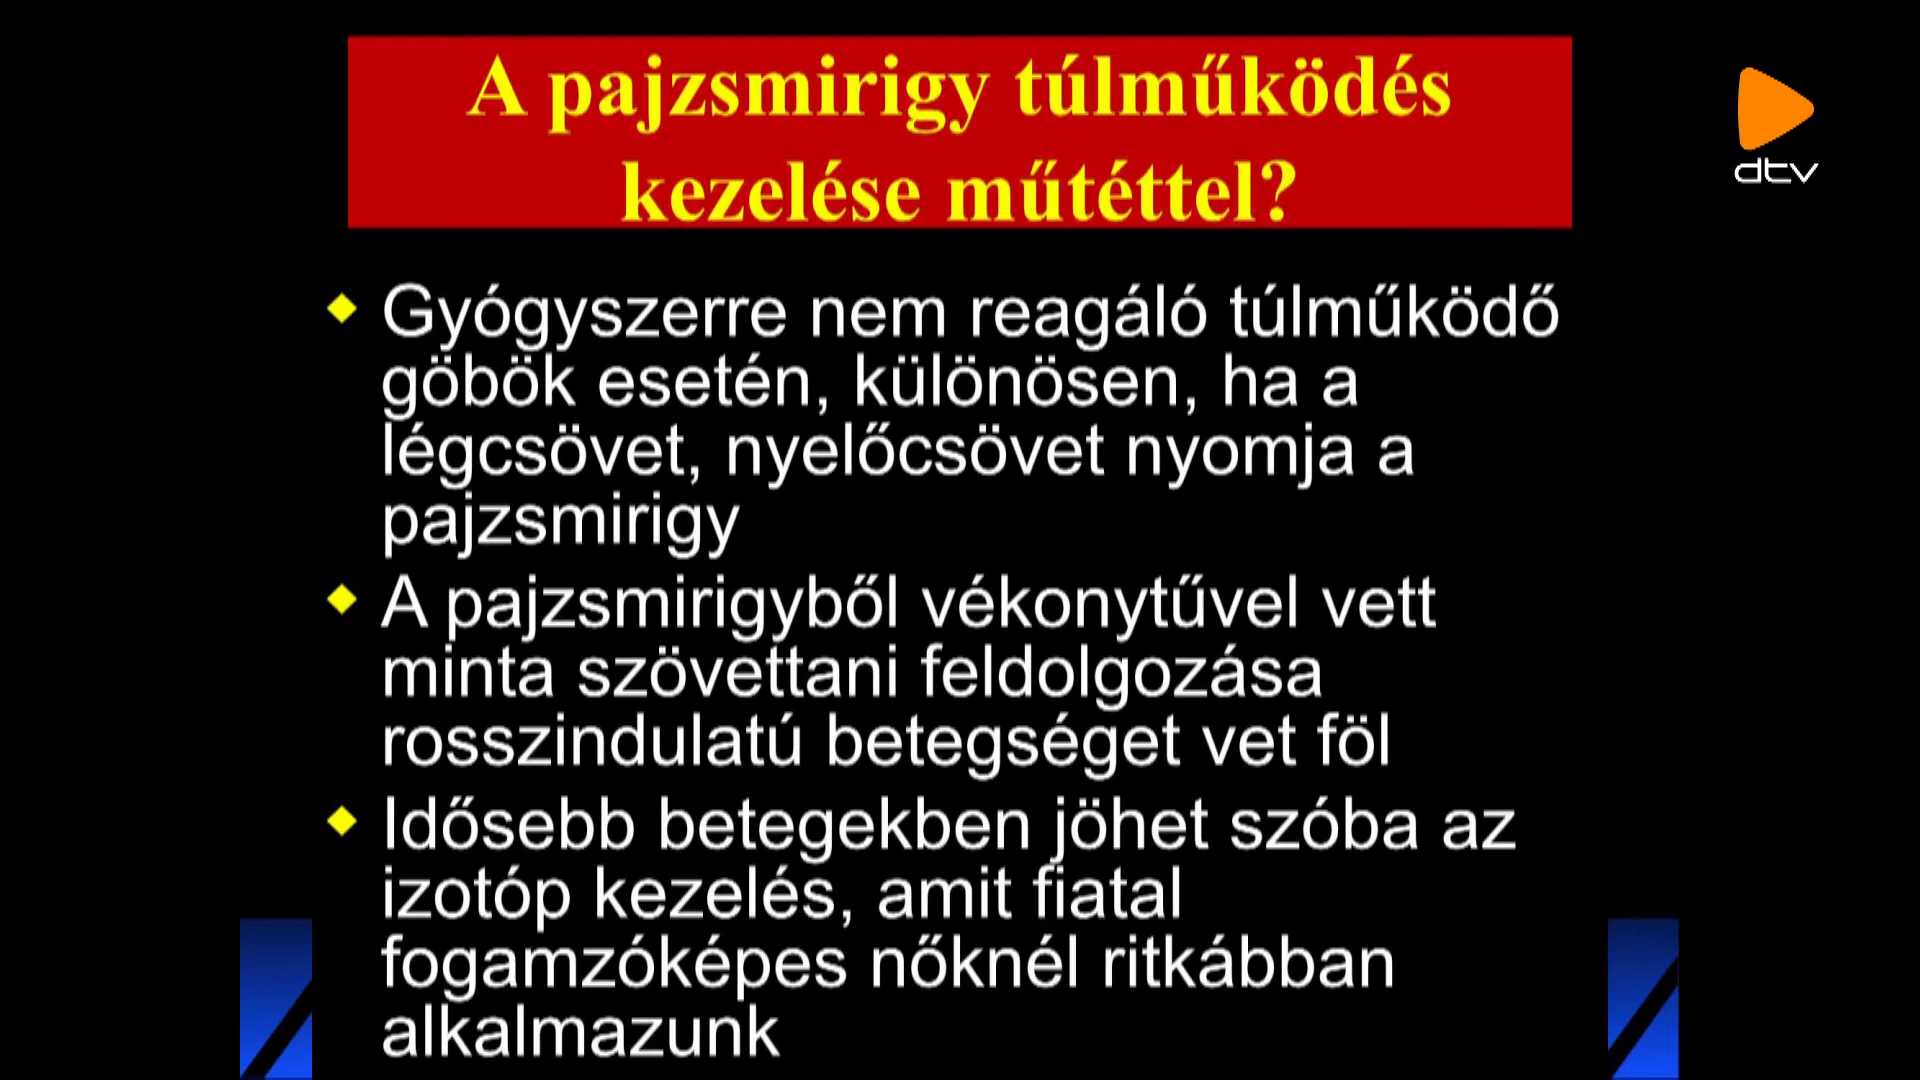 A pajzsmirigy túlműködés
kezelése műtéttel?
dtv
Gyógyszerre nem reagáló túlműködő
göbök esetén, különösen, ha a
légcsövet, nyelőcsövet nyomja a
pajzsmirigy
A pajzsmirigyből vékonytűvel vett
minta szövettani feldolgozása
rosszindulatú betegséget vet föl
Idősebb betegekben jöhet szóba az
izotóp kezelés, amit fiatal
fogamzóképes nőknél ritkábban
alkalmazunk